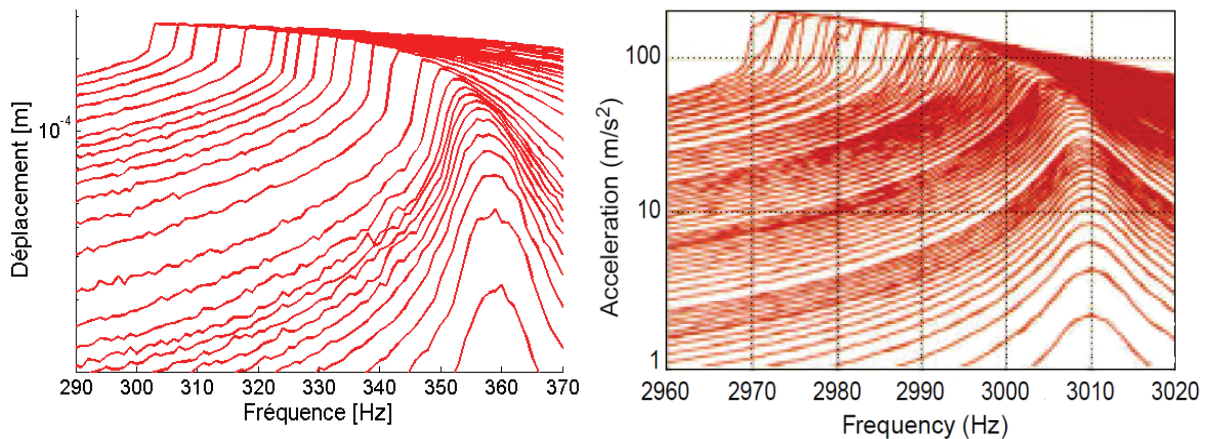 Déplacement [m]
10⁻⁴
290 300 310 320 330 340 350 360 370
Fréquence [Hz]
Acceleration (m/s²)
100
10
1
2960 2970 2980 2990 3000 3010 3020
Frequency (Hz)